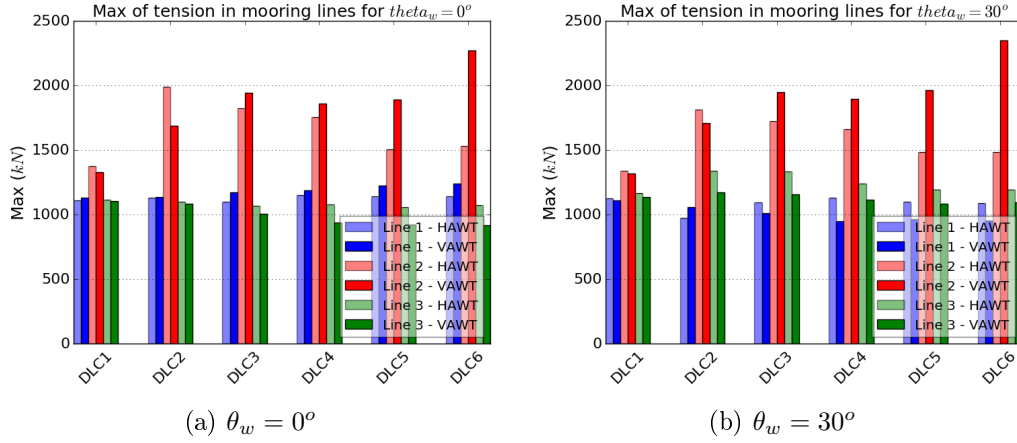 Max of tension in mooring lines for theta_w = 0^o
Max (kN)
2500
2000
1500
1000
500
0
DLC1 DLC2 DLC3 DLC4 DLC5 DLC6
Line 1 - HAWT
Line 1 - VAWT
Line 2 - HAWT
Line 2 - VAWT
Line 3 - HAWT
Line 3 - VAWT
(a) θ_w = 0^o
Max of tension in mooring lines for theta_w = 30^o
Max (kN)
2500
2000
1500
1000
500
0
DLC1 DLC2 DLC3 DLC4 DLC5 DLC6
Line 1 - HAWT
Line 1 - VAWT
Line 2 - HAWT
Line 2 - VAWT
Line 3 - HAWT
Line 3 - VAWT
(b) θ_w = 30^o